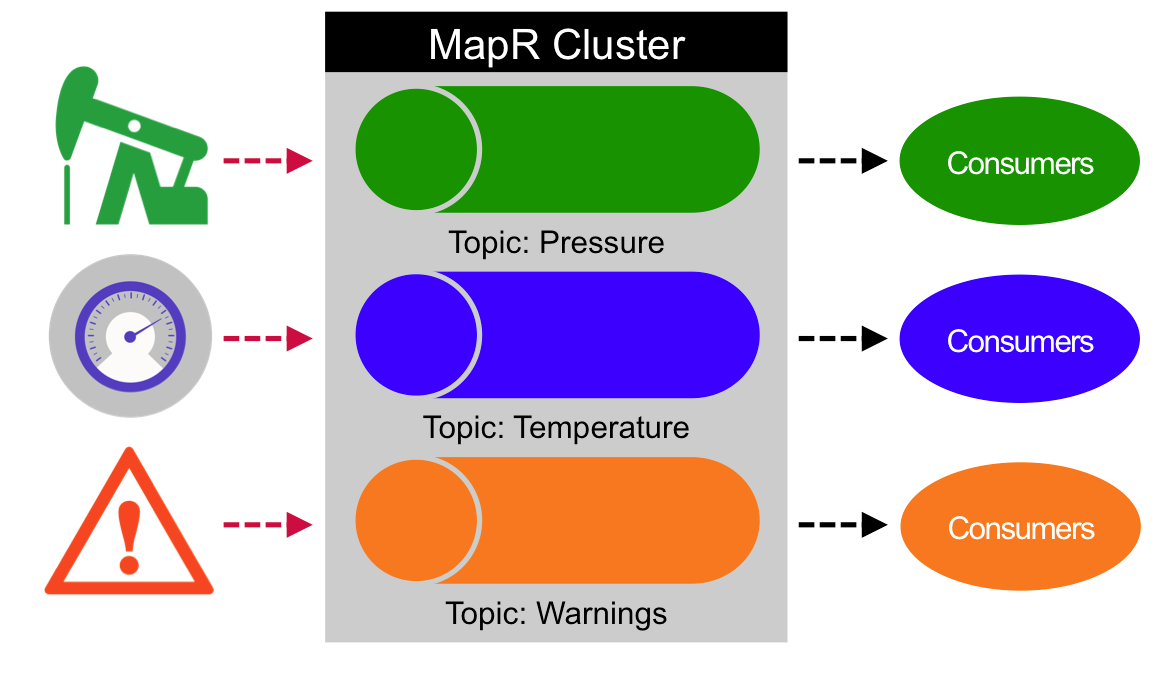 MapR Cluster
Consumers
Topic: Pressure
Consumers
Topic: Temperature
Consumers
Topic: Warnings